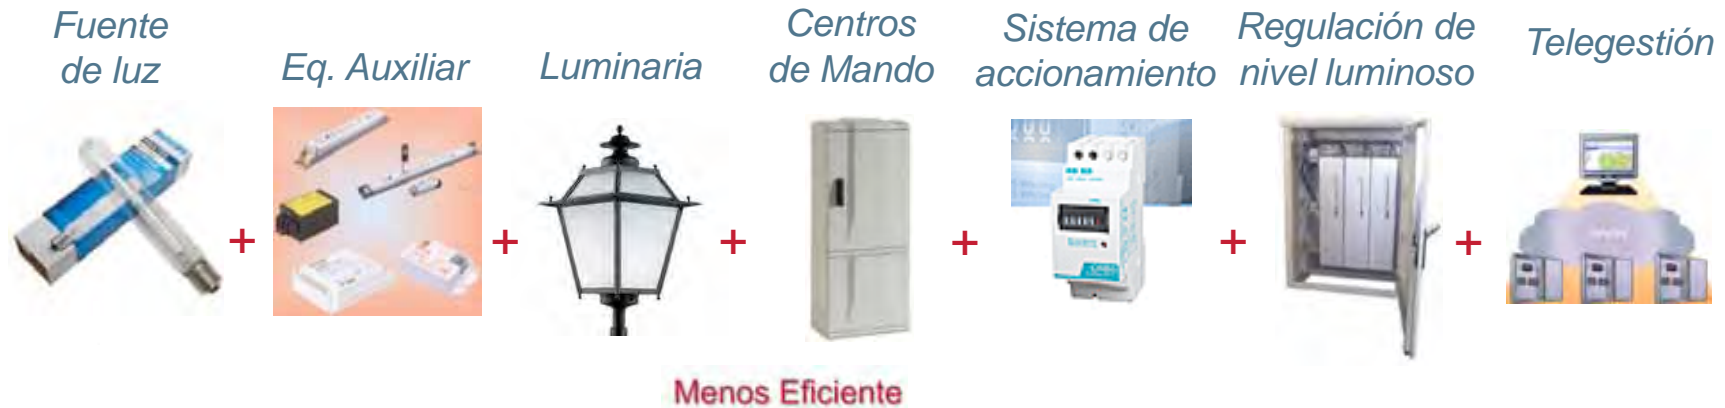 Fuente
de luz
Eq. Auxiliar
Luminaria
Centros
de Mando
Sistema de
accionamiento
Regulación de
nivel luminoso
Telegestión
+ + + + + +
Menos Eficiente